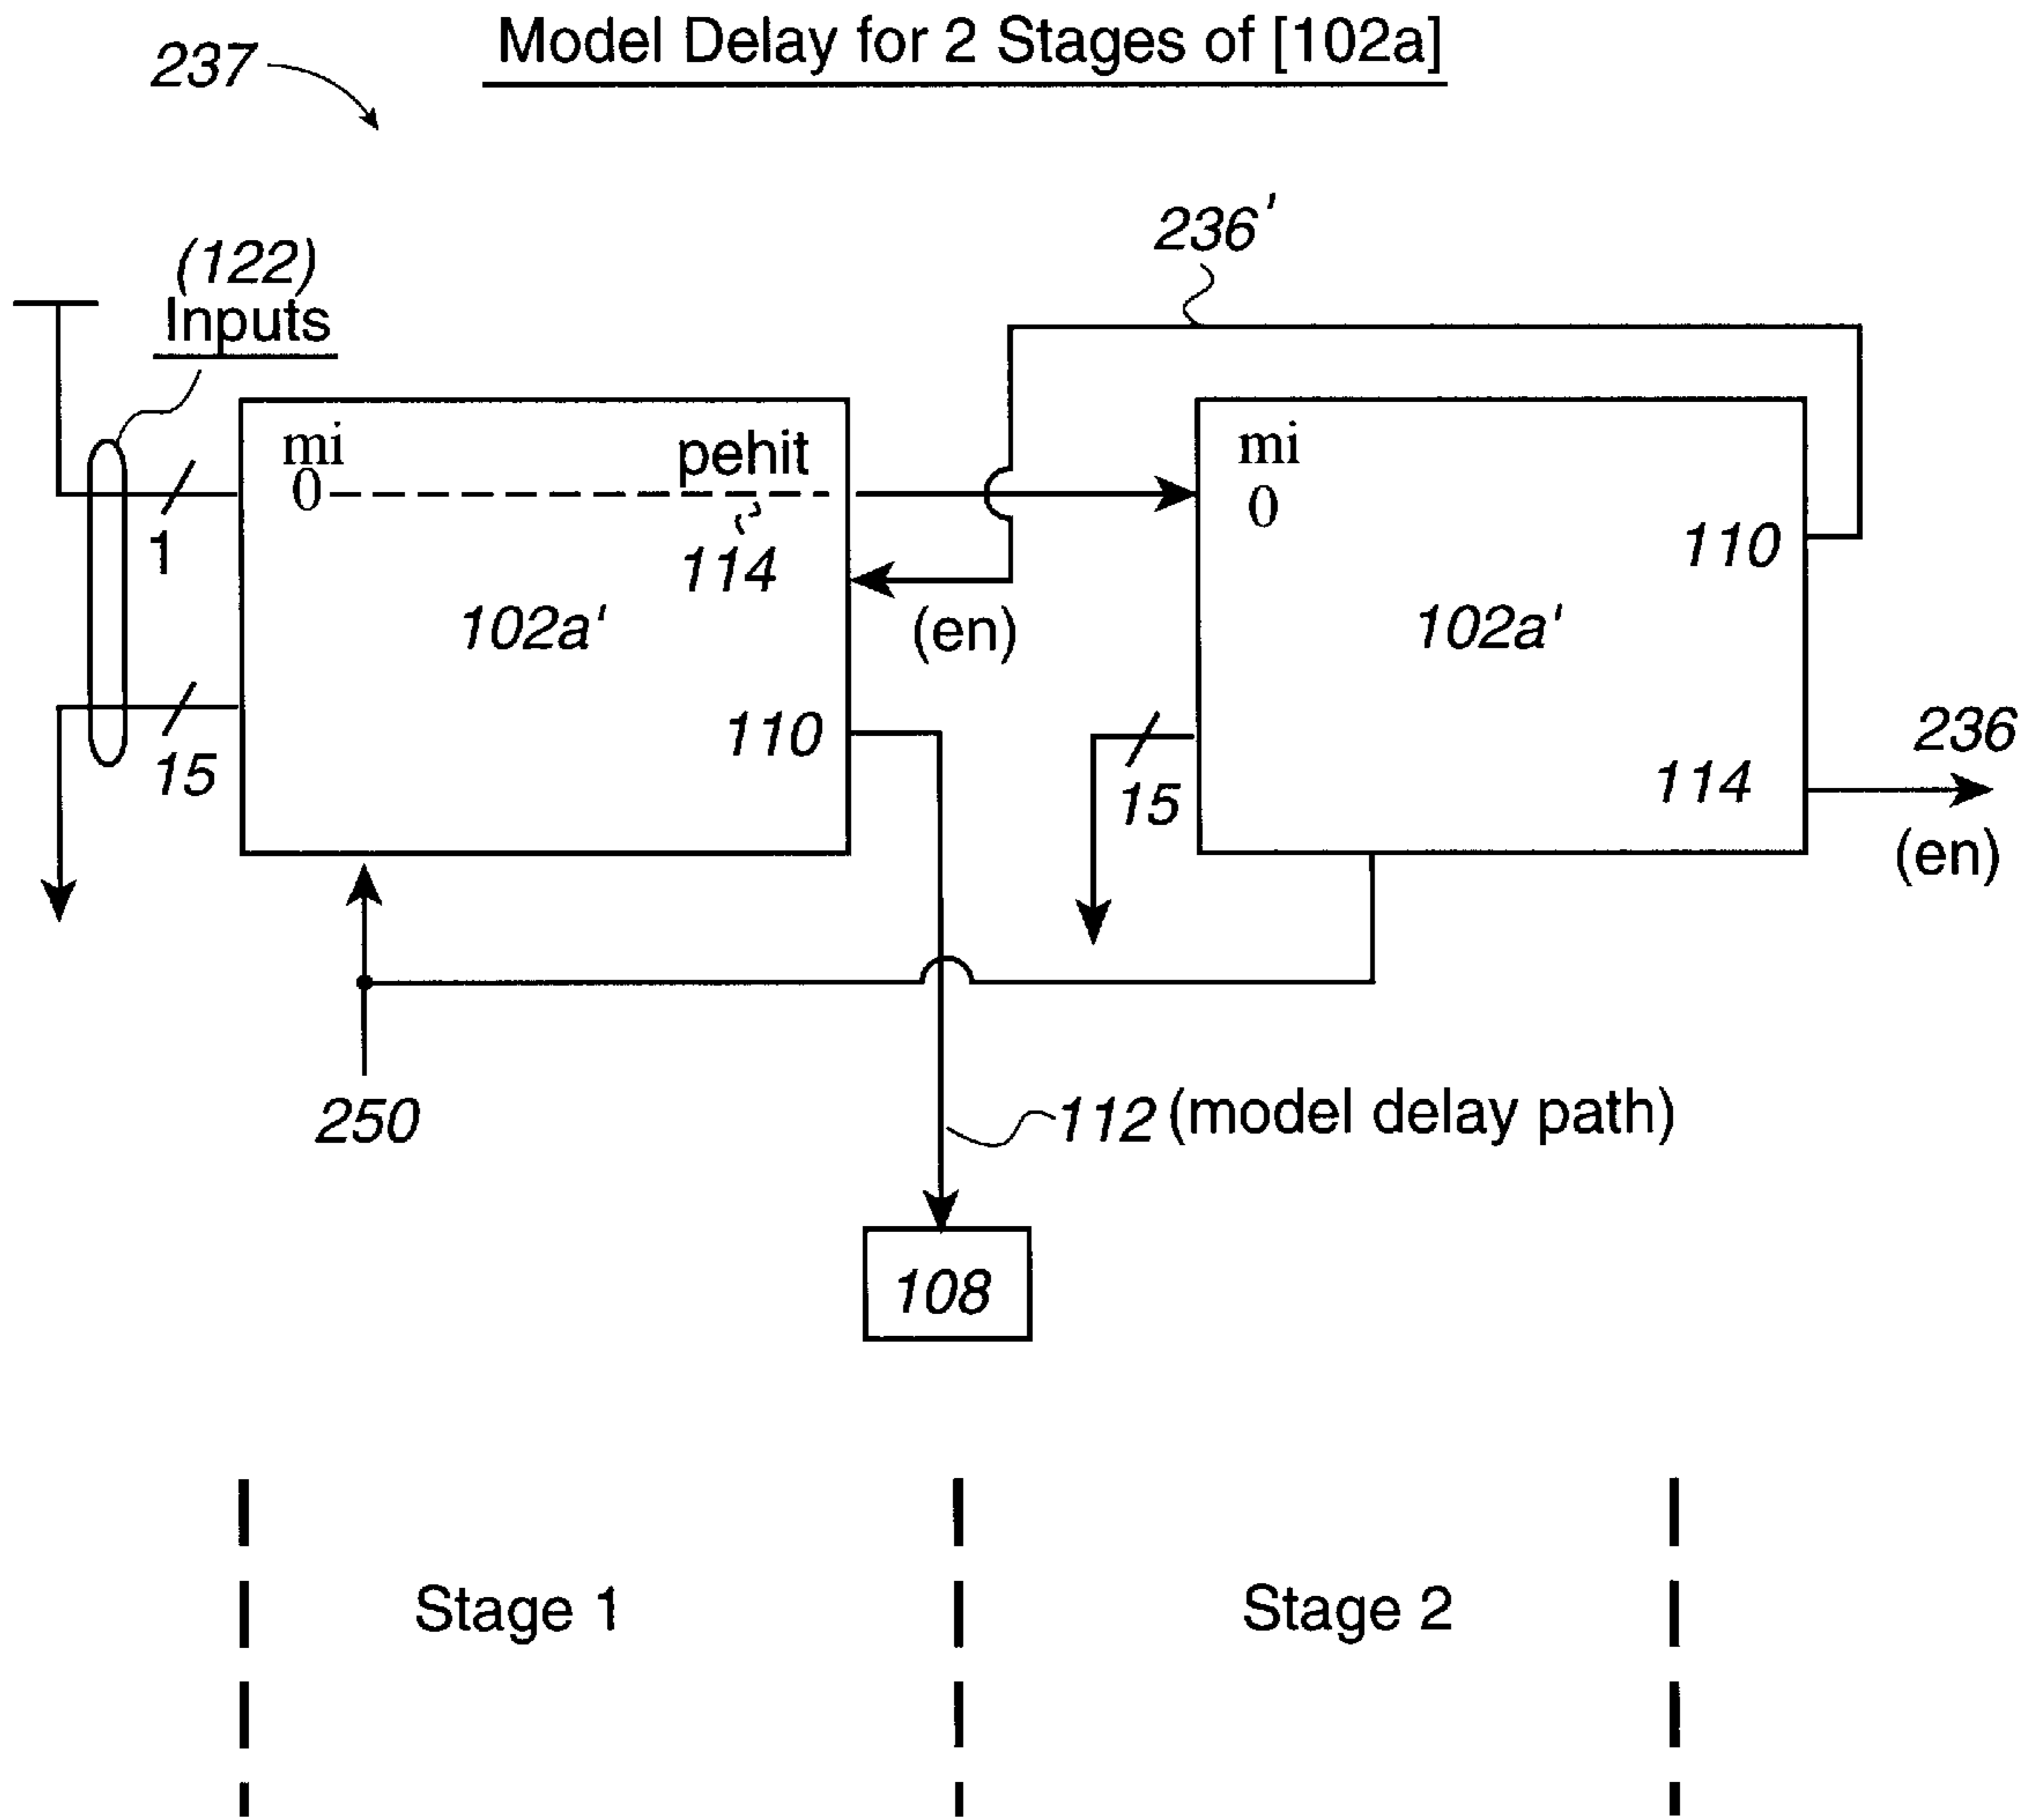 Model Delay for 2 Stages of [102a]
237
236'
(122)
Inputs
mi
0
pehit
114
1
102a'
110
15
(en)
mi
0
110
102a'
15
114
236
(en)
250
112 (model delay path)
108
Stage 1
Stage 2